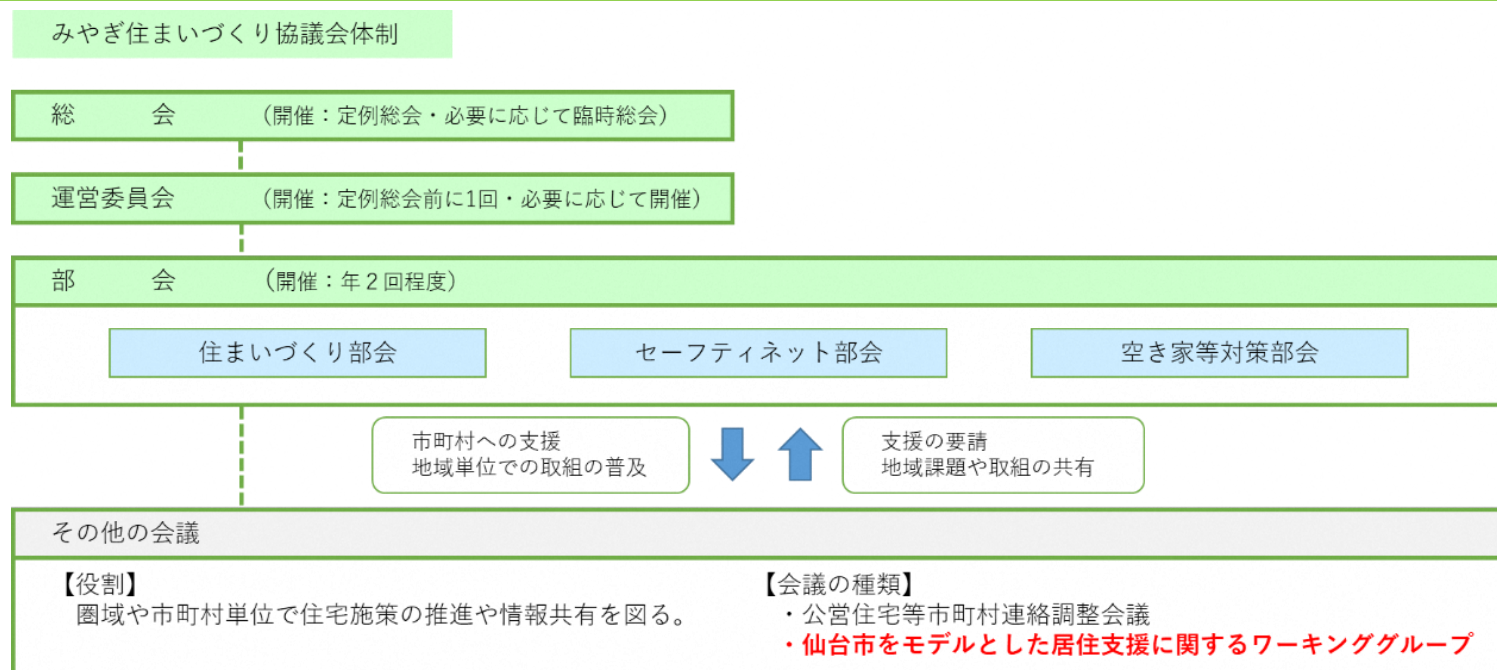 みやぎ住まいづくり協議会体制
総　　　会　　　（開催：定例総会・必要に応じて臨時総会）
運営委員会　　　（開催：定例総会前に1回・必要に応じて開催）
部　　　会　　　（開催：年２回程度）
住まいづくり部会　セーフティネット部会　空き家等対策部会
市町村への支援
地域単位での取組の普及
支援の要請
地域課題や取組の共有
その他の会議
【役割】
圏域や市町村単位で住宅施策の推進や情報共有を図る。
【会議の種類】
・公営住宅等市町村連絡調整会議
・仙台市をモデルとした居住支援に関するワーキンググループ